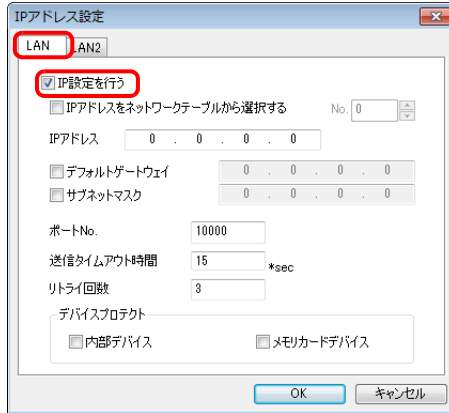 IPアドレス設定
LAN LAN2
IP設定を行う
IPアドレスをネットワークテーブルから選択する No. 0
IPアドレス 0 . 0 . 0 . 0
デフォルトゲートウェイ 0 . 0 . 0 . 0
サブネットマスク 0 . 0 . 0 . 0
ポートNo. 10000
送信タイムアウト時間 15 *sec
リトライ回数 3
デバイスプロテクト
内部デバイス メモリカードデバイス
OK キャンセル